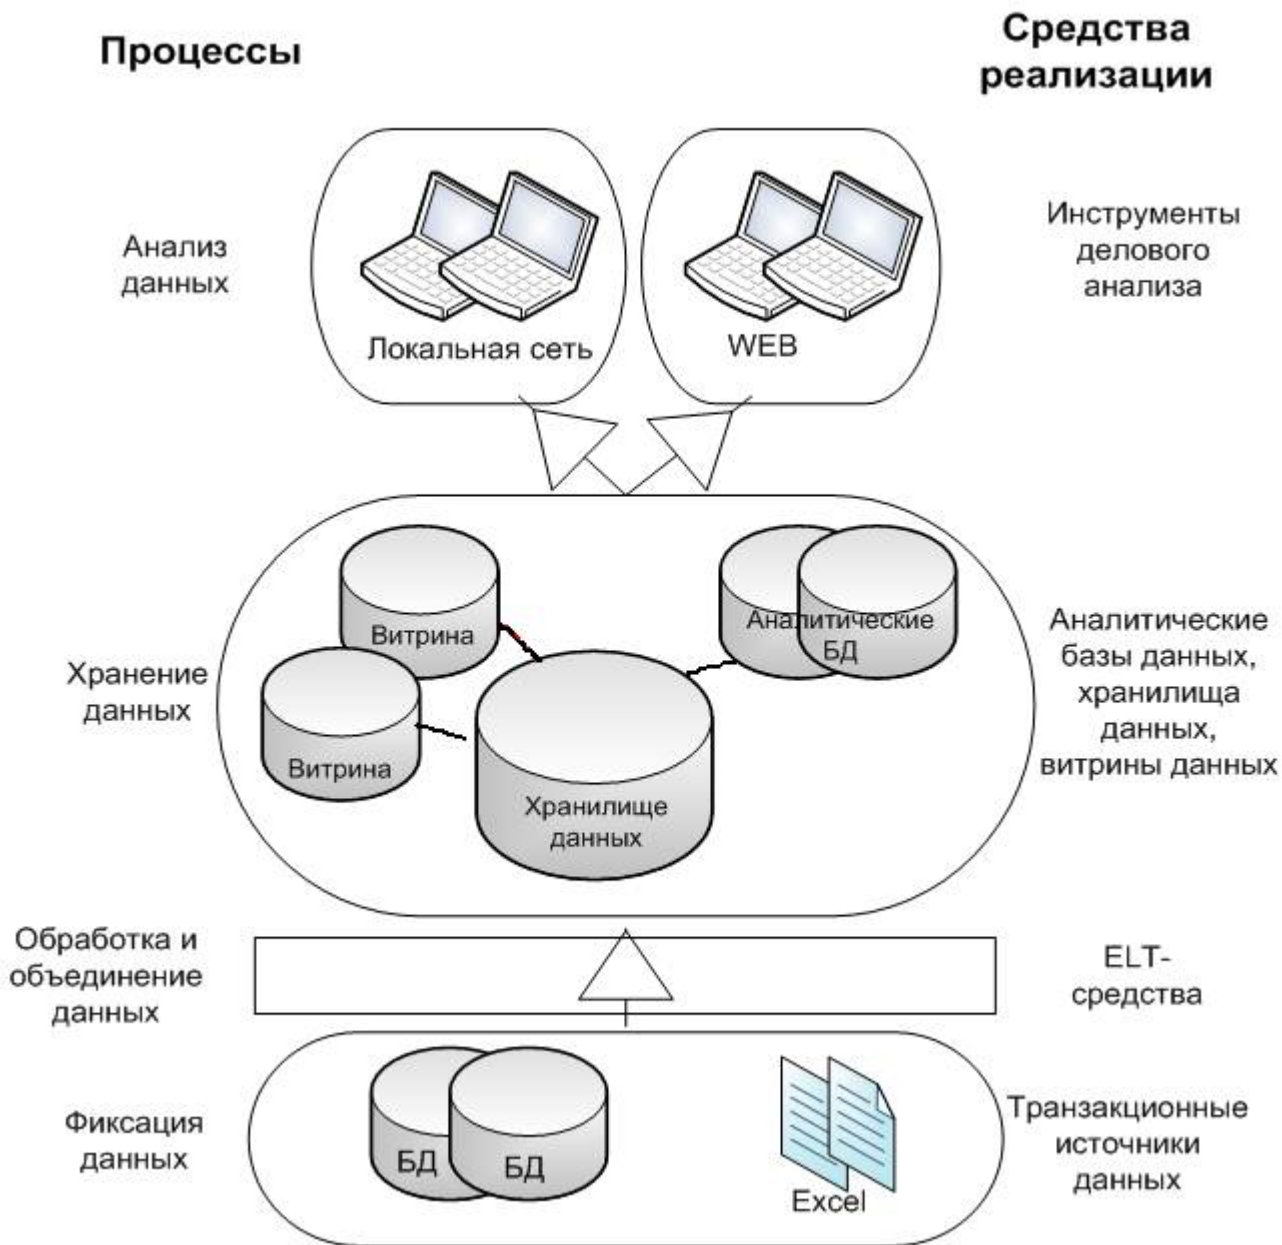 Процессы
Средства
реализации
Анализ
данных
Локальная сеть
WEB
Инструменты
делового
анализа
Хранение
данных
Витрина
Витрина
Хранилище
данных
Аналитические
БД
Аналитические
базы данных,
хранилища
данных,
витрины данных
Обработка и
объединение
данных
ELT-
средства
Фиксация
данных
БД
БД
Excel
Транзакционные
источники
данных